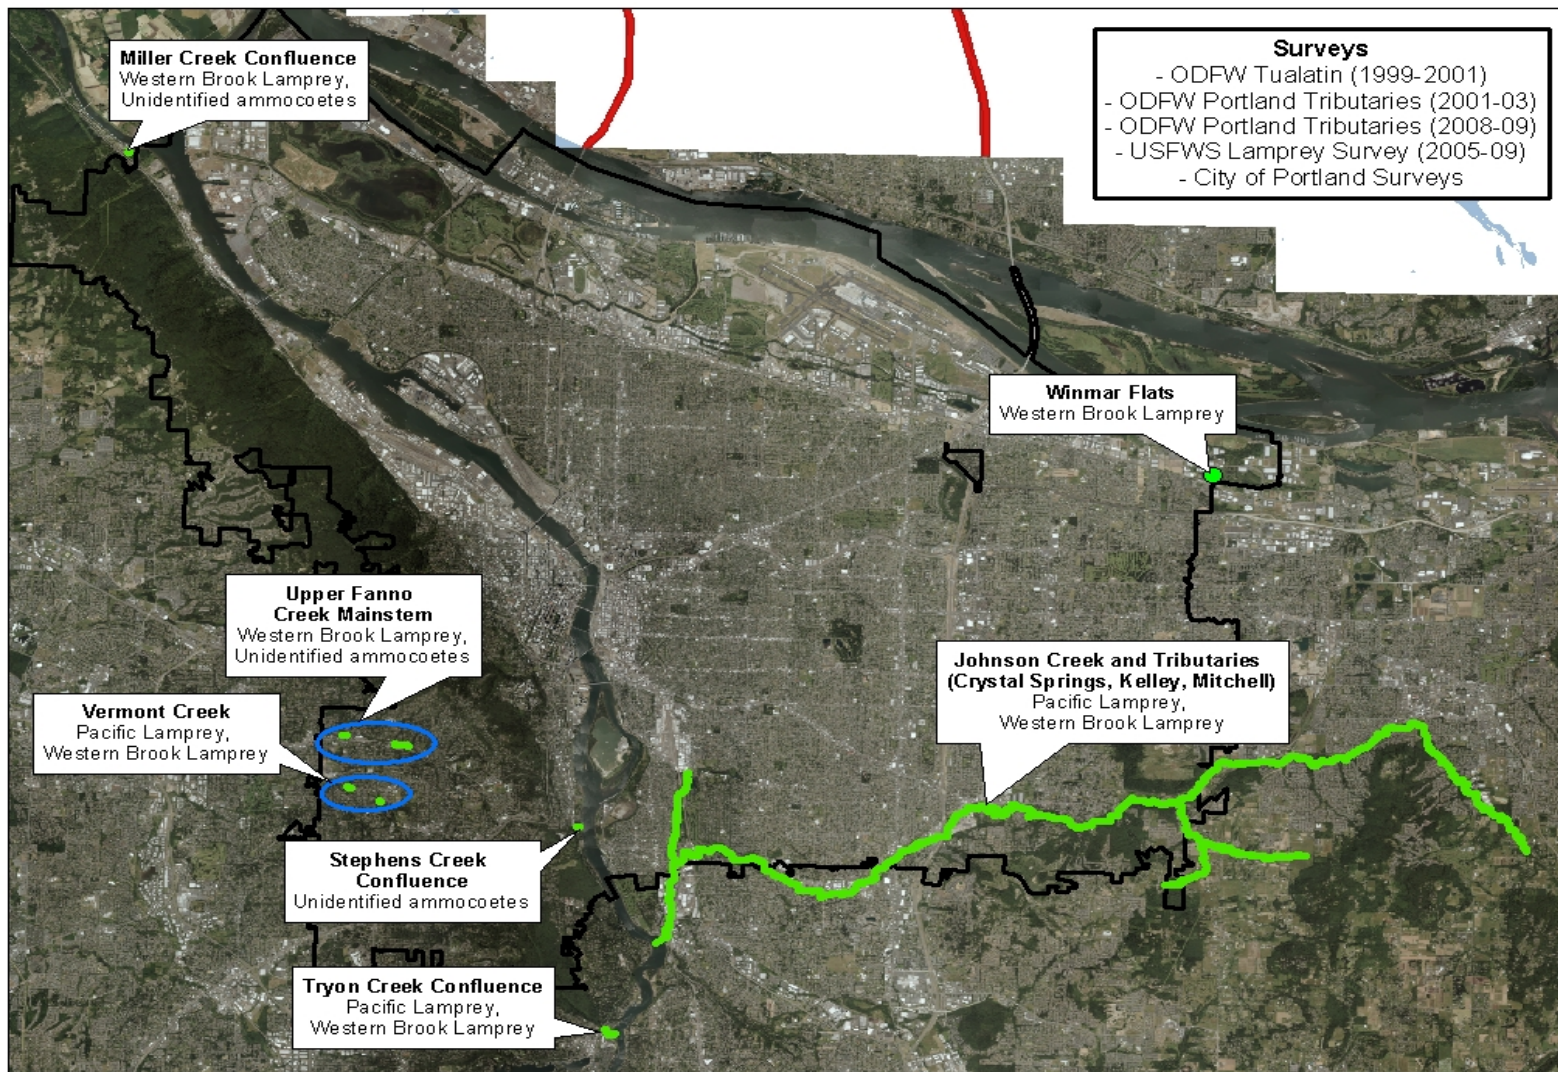 Miller Creek Confluence
Western Brook Lamprey,
Unidentified ammocoetes
Surveys
- ODFW Tualatin (1999-2001)
- ODFW Portland Tributaries (2001-03)
- ODFW Portland Tributaries (2008-09)
- USFWS Lamprey Survey (2005-09)
- City of Portland Surveys
Winmar Flats
Western Brook Lamprey
Upper Fanno
Creek Mainstem
Western Brook Lamprey,
Unidentified ammocoetes
Vermont Creek
Pacific Lamprey,
Western Brook Lamprey
Johnson Creek and Tributaries
(Crystal Springs, Kelley, Mitchell)
Pacific Lamprey,
Western Brook Lamprey
Stephens Creek
Confluence
Unidentified ammocoetes
Tryon Creek Confluence
Pacific Lamprey,
Western Brook Lamprey